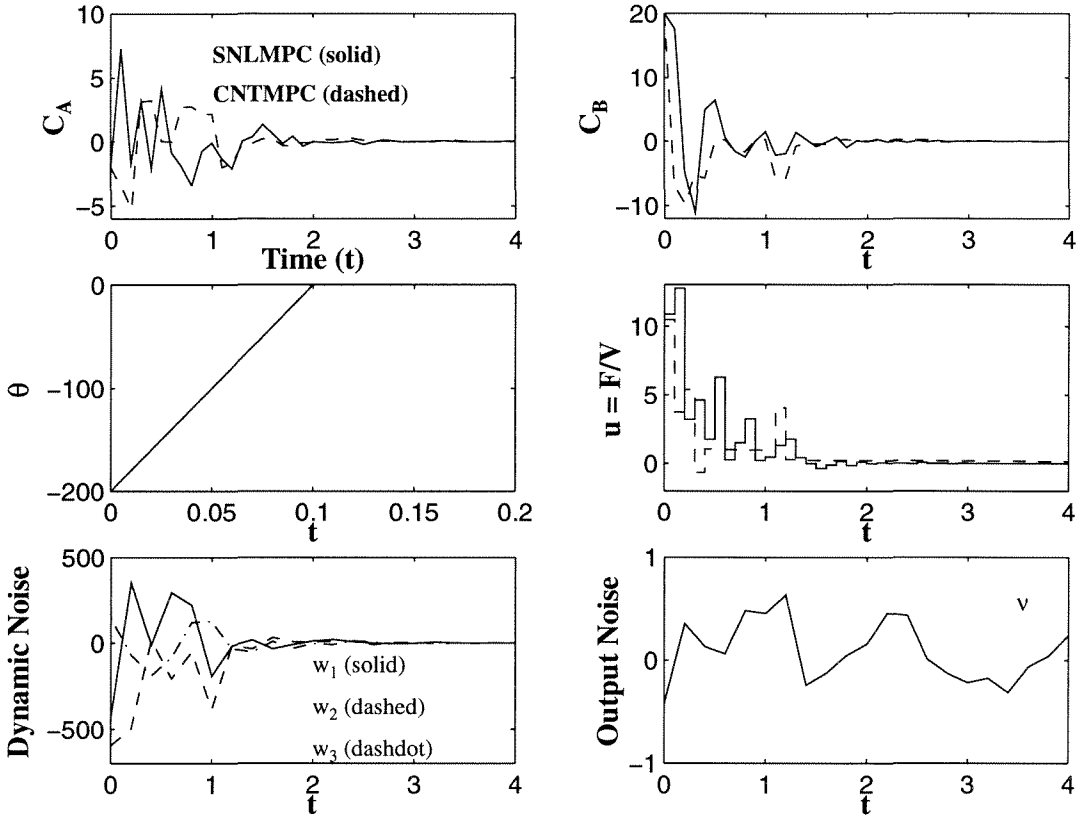 10
5
0
−5
C_A
SNLMPC (solid)
CNTMPC (dashed)
0 1 2 3 4
Time (t)
20
10
0
−10
C_B
0 1 2 3 4
t
0
−100
−200
θ
0 0.05 0.1 0.15 0.2
t
10
5
0
u = F/V
0 1 2 3 4
t
500
0
−500
Dynamic Noise
w_1 (solid)
w_2 (dashed)
w_3 (dashdot)
0 1 2 3 4
t
1
0
−1
Output Noise
ν
0 1 2 3 4
t